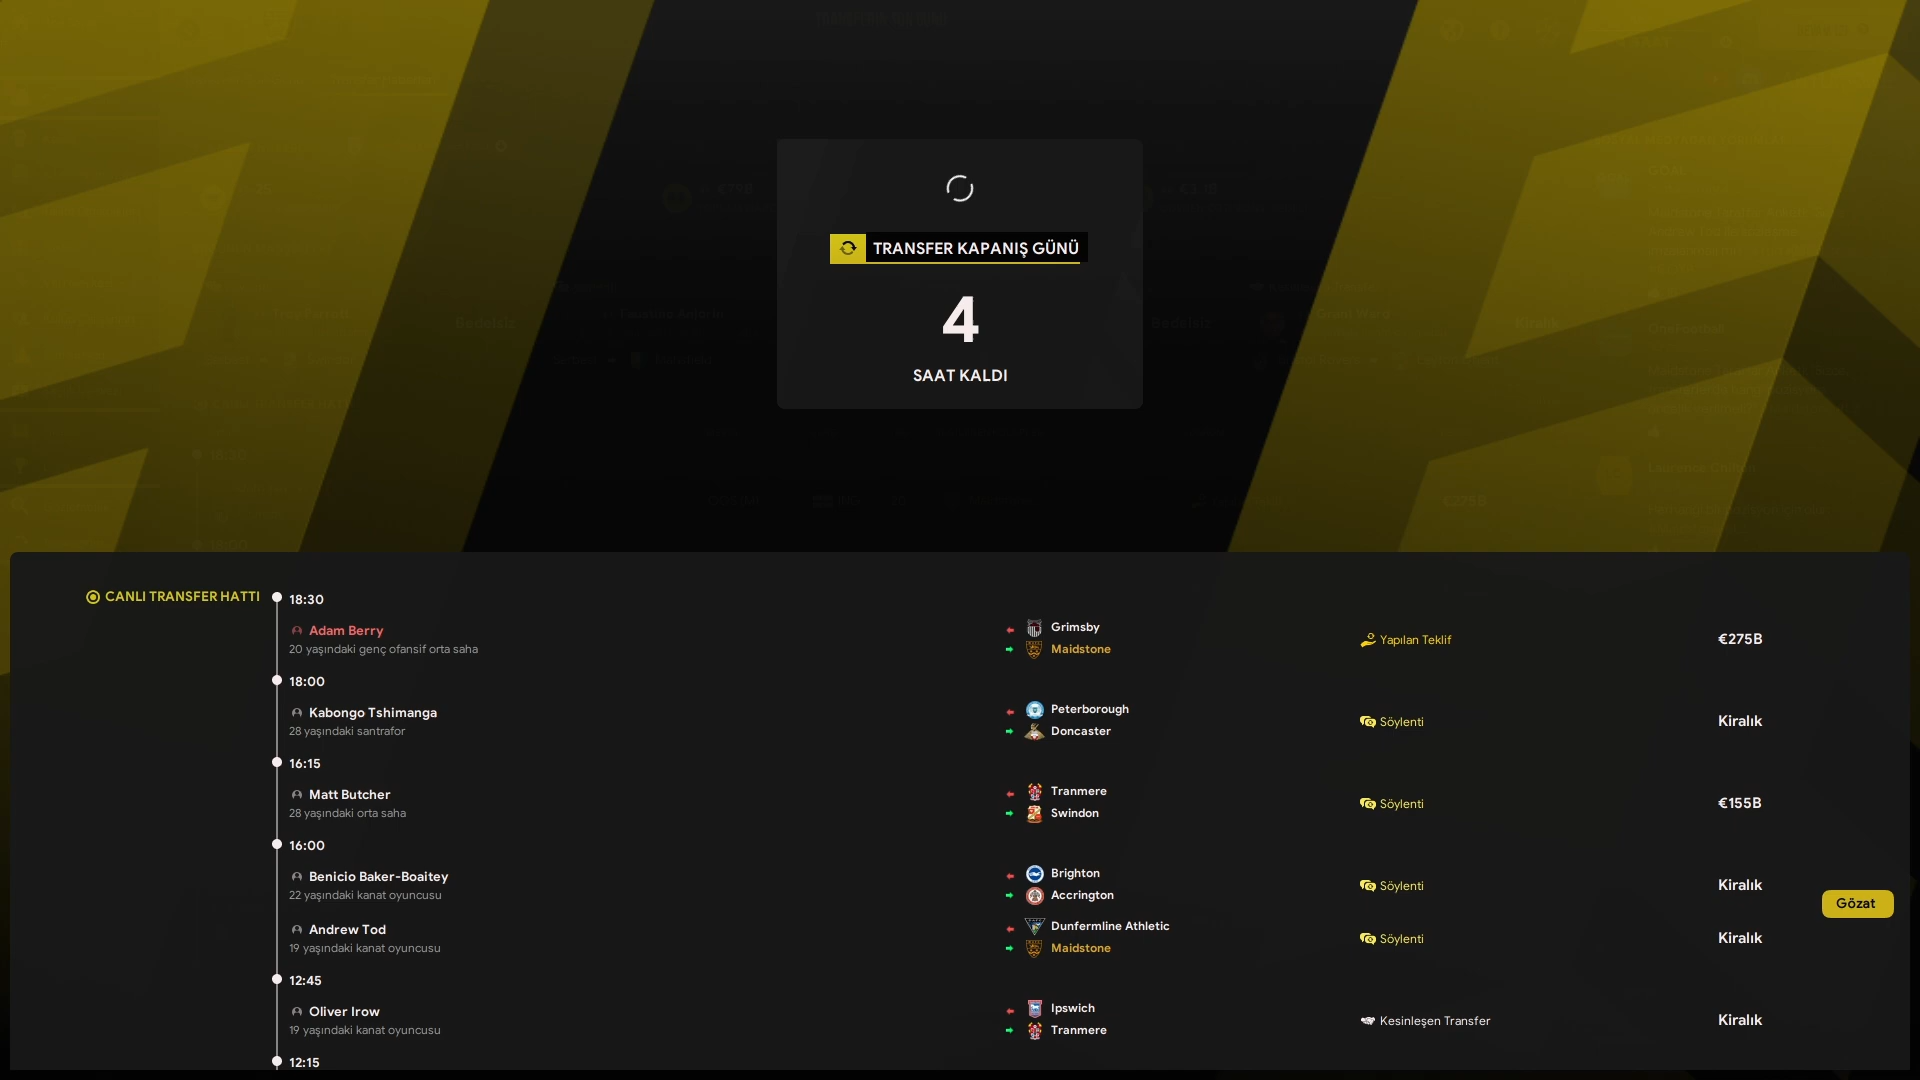 TRANSFER KAPANIŞ GÜNÜ
4
SAAT KALDI
CANLI TRANSFER HATTI
18:30
Adam Berry
20 yaşındaki genç ofansif orta saha
Grimsby
Maidstone
Yapılan Teklif
€275B
18:00
Kabongo Tshimanga
28 yaşındaki santrafor
Peterborough
Doncaster
Söylenti
Kiralık
16:15
Matt Butcher
28 yaşındaki orta saha
Tranmere
Swindon
Söylenti
€155B
16:00
Benicio Baker-Boaitey
22 yaşındaki kanat oyuncusu
Brighton
Accrington
Söylenti
Kiralık
Gözat
Andrew Tod
19 yaşındaki kanat oyuncusu
Dunfermline Athletic
Maidstone
Söylenti
Kiralık
12:45
Oliver Irow
19 yaşındaki kanat oyuncusu
Ipswich
Tranmere
Kesinleşen Transfer
Kiralık
12:15